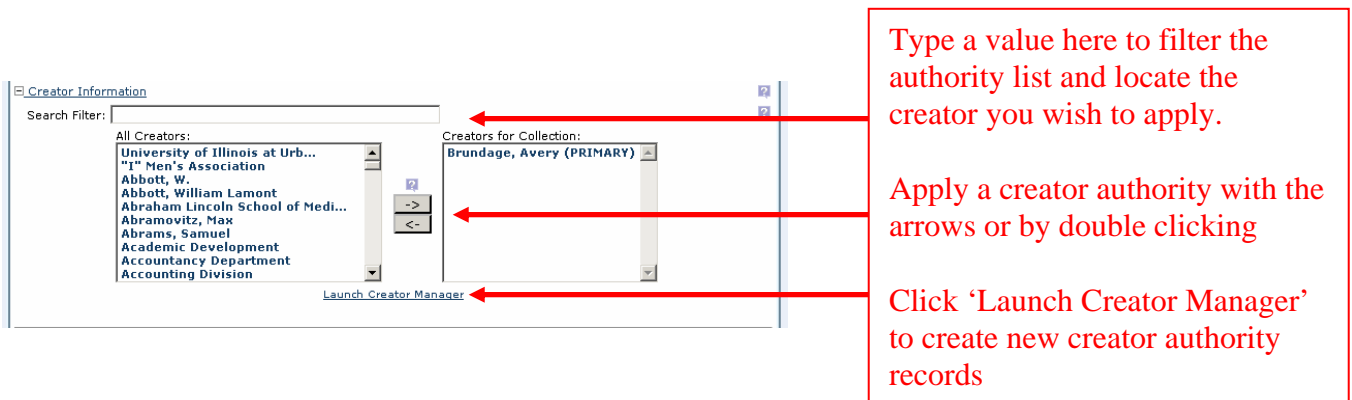 Creator Information
Search Filter:
All Creators:
University of Illinois at Urb...
"I" Men's Association
Abbott, W.
Abbott, William Lamont
Abraham Lincoln School of Medi...
Abramovitz, Max
Abrams, Samuel
Academic Development
Accountancy Department
Accounting Division
->
<-
Creators for Collection:
Brundage, Avery (PRIMARY)
Launch Creator Manager
Type a value here to filter the
authority list and locate the
creator you wish to apply.
Apply a creator authority with the
arrows or by double clicking
Click ‘Launch Creator Manager’
to create new creator authority
records